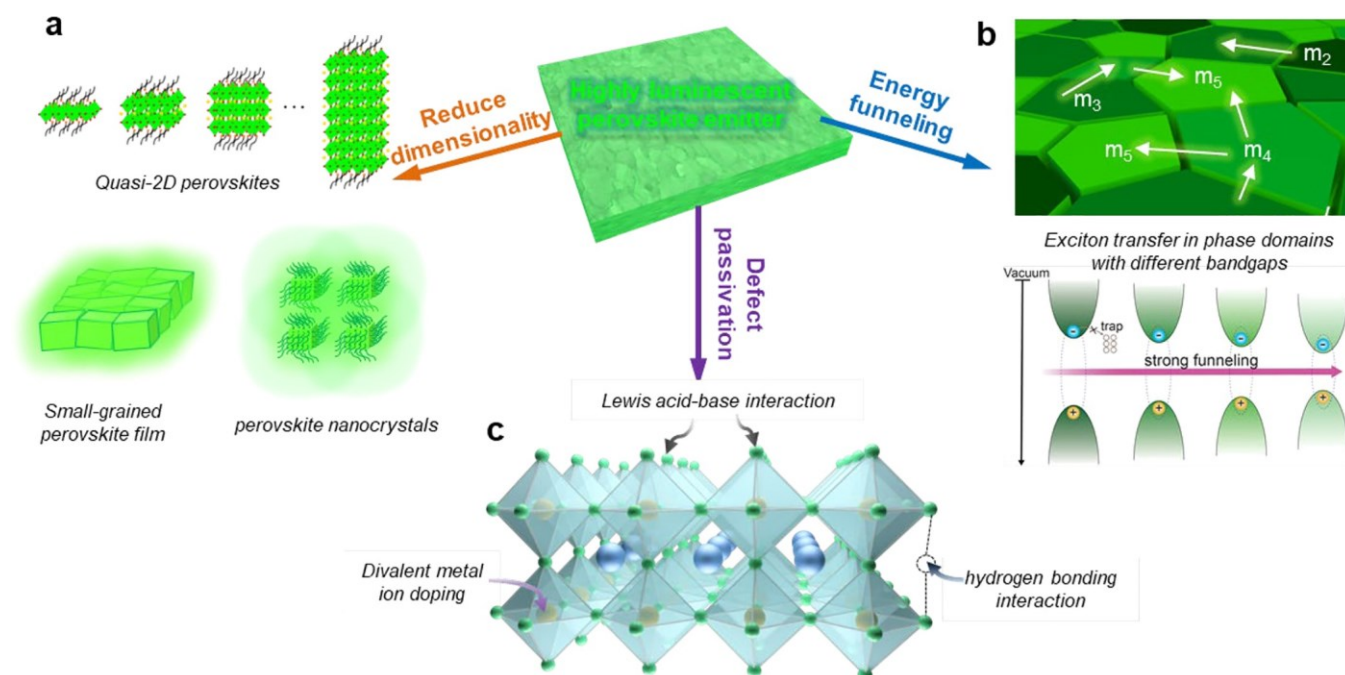 a
Quasi-2D perovskites
...
Small-grained
perovskite film
perovskite nanocrystals
Reduce
dimensionality
Highly luminescent
perovskite emitter
Energy
funneling
Defect
passivation
b
m2
m5
m3
m5
m4
Exciton transfer in phase domains
with different bandgaps
Vacuum
trap
strong funneling
- - - -
+ + + +
Lewis acid-base interaction
c
Divalent metal
ion doping
hydrogen bonding
interaction